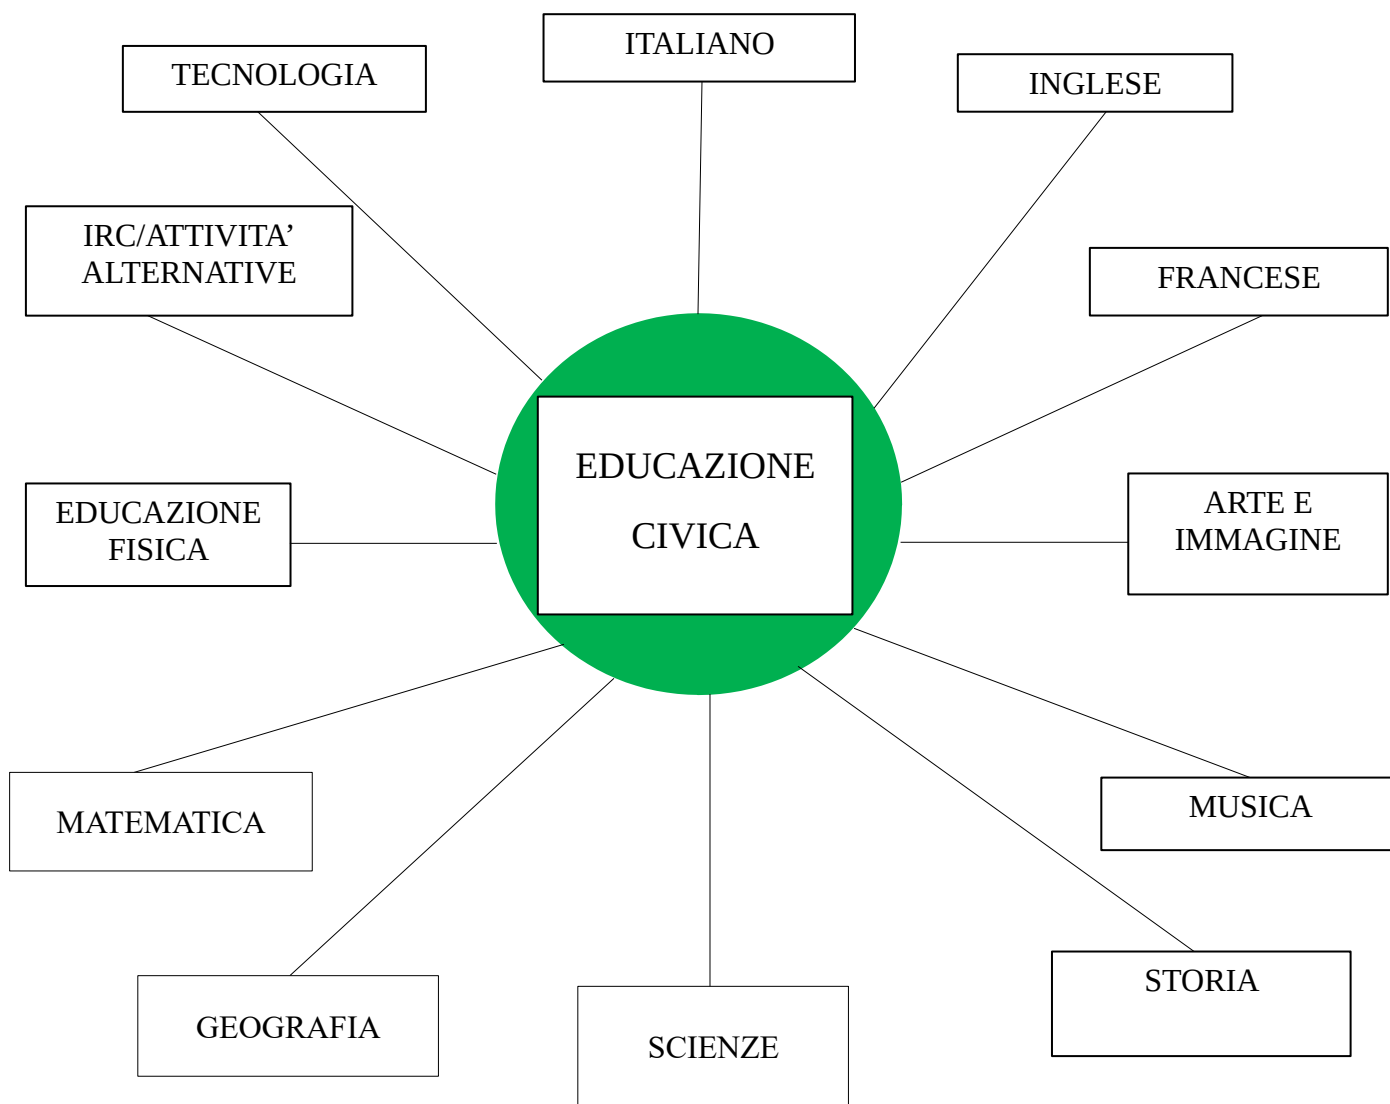 ITALIANO
TECNOLOGIA
INGLESE
IRC/ATTIVITA’
ALTERNATIVE
FRANCESE
EDUCAZIONE
CIVICA
EDUCAZIONE
FISICA
ARTE E
IMMAGINE
MATEMATICA
MUSICA
STORIA
GEOGRAFIA
SCIENZE